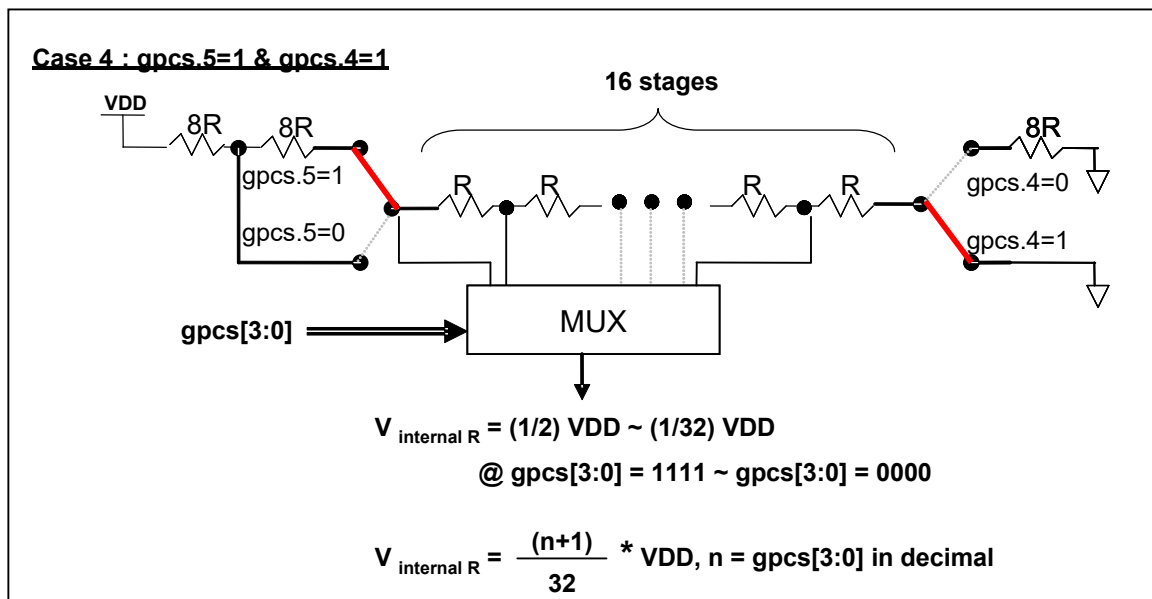 Case 4 : gpcs.5=1 & gpcs.4=1
16 stages
VDD
8R 8R 8R
gpcs.5=1 R R R R gpcs.4=0
gpcs.5=0 gpcs.4=1
MUX
gpcs[3:0]
V internal R = (1/2) VDD ~ (1/32) VDD
@ gpcs[3:0] = 1111 ~ gpcs[3:0] = 0000
V internal R = (n+1) * VDD, n = gpcs[3:0] in decimal
32